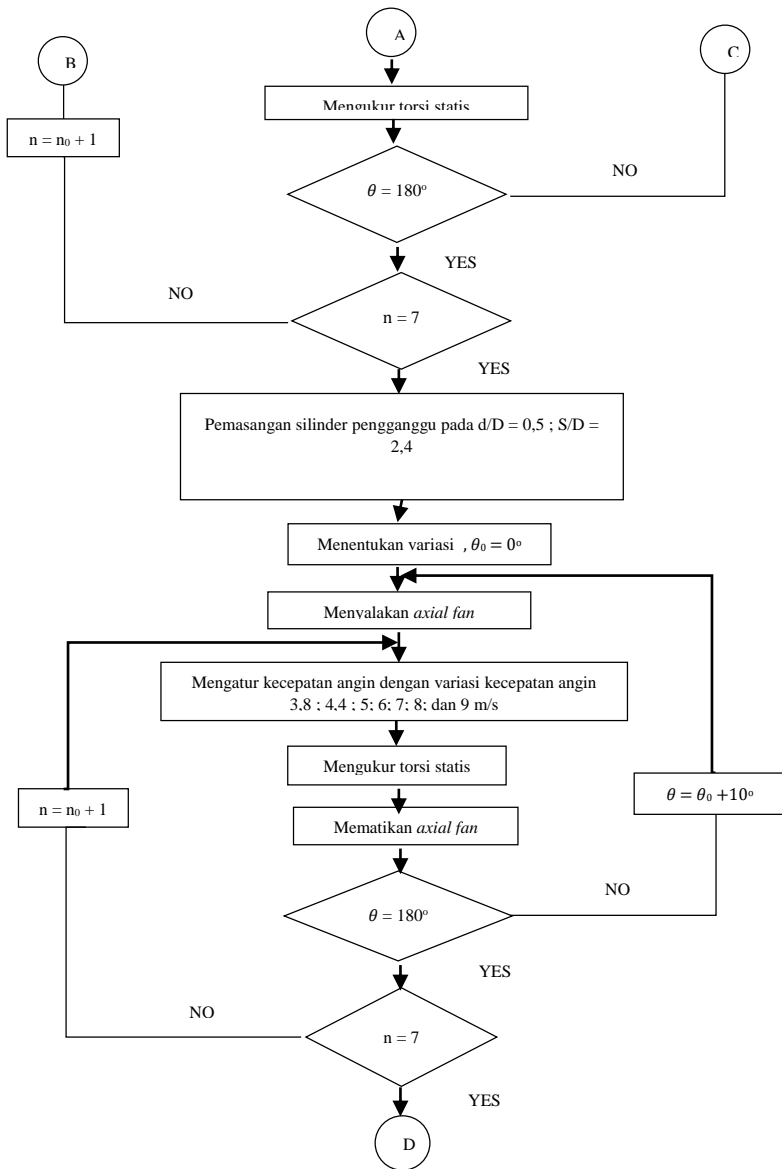 A
B
C
Mengukur torsi statis
n = n₀ + 1
NO
θ = 180°
YES
NO
n = 7
YES
Pemasangan silinder pengganggu pada d/D = 0,5 ; S/D =
2,4
Menentukan variasi , θ₀ = 0°
Menyalakan axial fan
Mengatur kecepatan angin dengan variasi kecepatan angin
3,8 ; 4,4 ; 5; 6; 7; 8; dan 9 m/s
Mengukur torsi statis
n = n₀ + 1
θ = θ₀ +10°
Mematikan axial fan
NO
θ = 180°
YES
NO
n = 7
YES
D